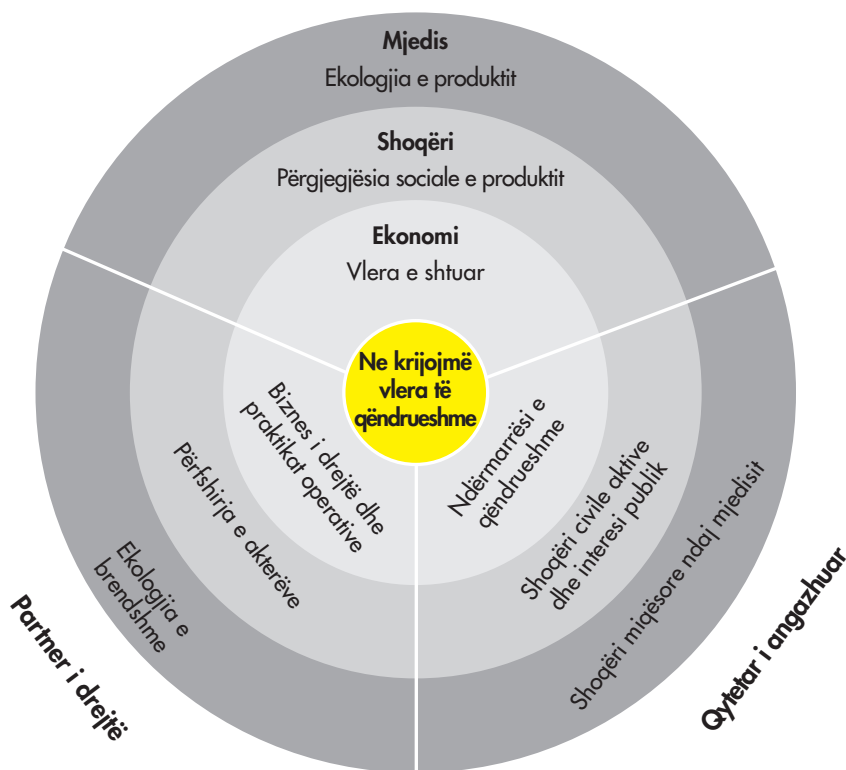 Mjedis
Ekologjia e produktit
Shoqëri
Përgjegjësia sociale e produktit
Ekonomi
Vlera e shtuar
Ne krijojmë
vlera të
qëndrueshme
Biznes i drejtë dhe
praktikat operative
Përfshirja e akterëve
Ekologjia e
brendshme
Partner i drejtë
Ndërmarrësi e
qëndrueshme
Shoqëri civile aktive
dhe interesi publik
Shoqëri miqësore ndaj mjedisit
Qytetar i angazhuar